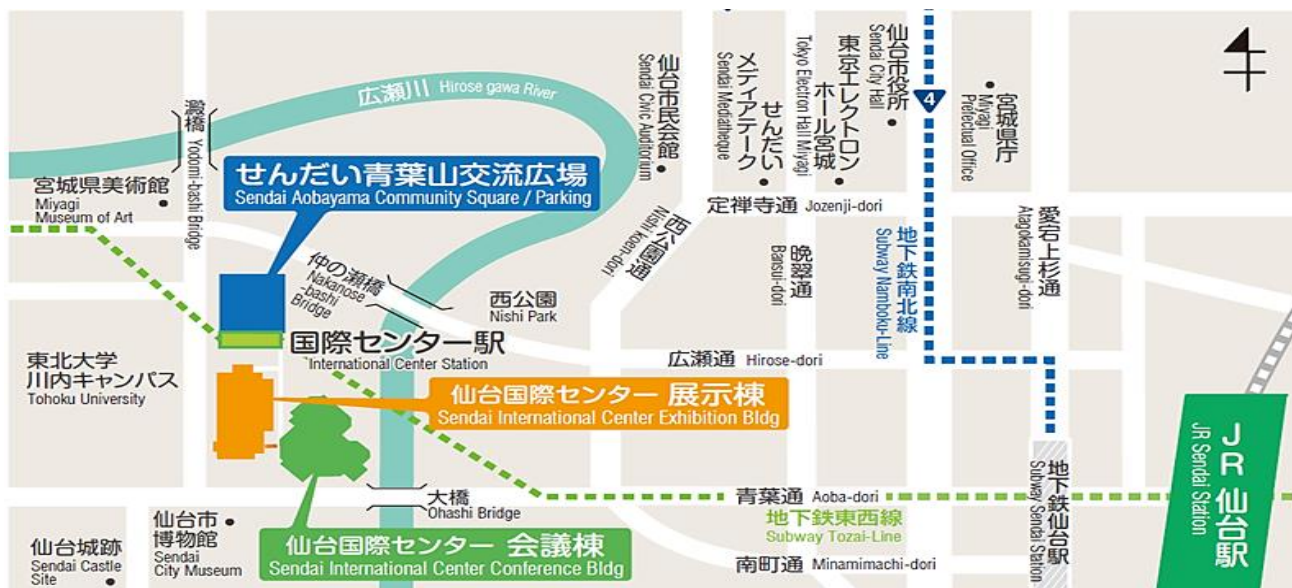 広瀬川 Hirose gawa River
澱橋 Yodomi-bashi Bridge
仙台市民会館
Sendai Civic Auditorium
せんだい
メディアテーク
Sendai Mediatheque
東京エレクトロン
ホール宮城
Tokyo Electron Hall Miyagi
仙台市役所
Sendai City Hall
4
宮城県庁
Miyagi
Prefectual Office
宮城県美術館
Miyagi
Museum of Art
せんだい青葉山交流広場
Sendai Aobayama Community Square / Parking
定禅寺通 Jozenji-dori
西公園通
Nishi koen-dori
晩翠通
Bansui-dori
地下鉄南北線
Subway Namboku-Line
愛宕上杉通
Atagokamisugi-dori
仲の瀬橋
Nakanose
-bashi
Bridge
西公園
Nishi Park
国際センター駅
International Center Station
広瀬通 Hirose-dori
東北大学
川内キャンパス
Tohoku University
仙台国際センター 展示棟
Sendai International Center Exhibition Bldg
JR 仙台駅
JR Sendai Station
地下鉄仙台駅
Subway Sendai Station
大橋
Ohashi Bridge
青葉通 Aoba-dori
地下鉄東西線
Subway Tozai-Line
仙台城跡
Sendai Castle
Site
仙台市
博物館
Sendai
City Museum
仙台国際センター 会議棟
Sendai International Center Conference Bldg
南町通 Minamimachi-dori